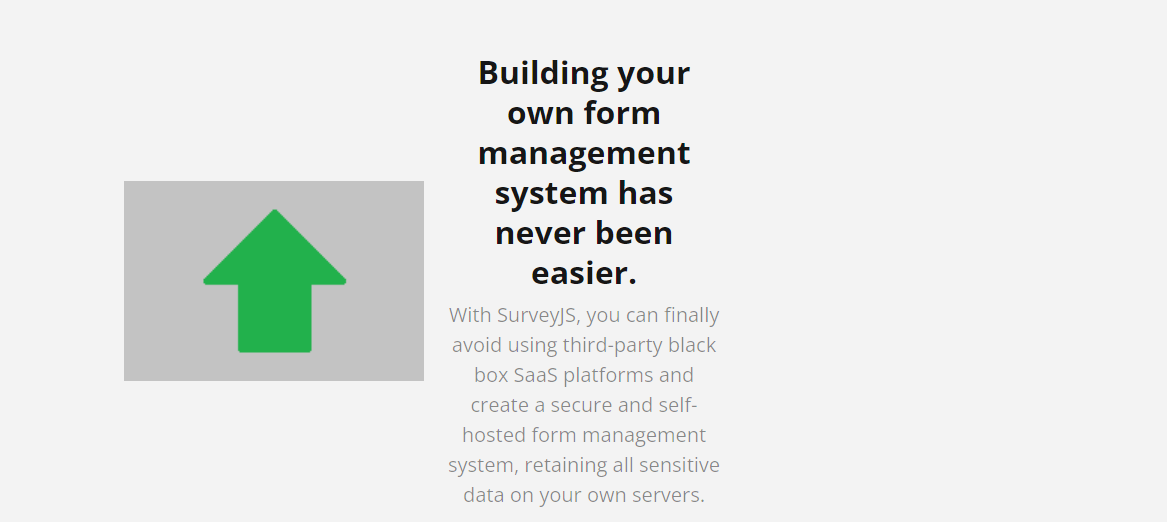 Building your
own form
management
system has
never been
easier.
With SurveyJS, you can finally
avoid using third-party black
box SaaS platforms and
create a secure and self-
hosted form management
system, retaining all sensitive
data on your own servers.